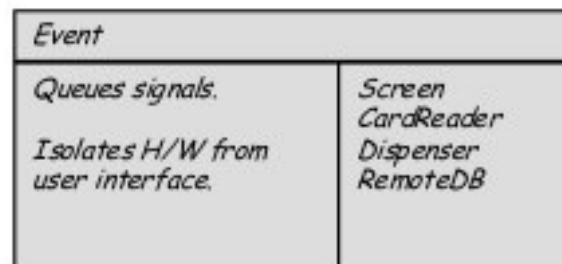 Event
Queues signals.
Isolates H/W from
user interface.
Screen
CardReader
Dispenser
RemoteDB